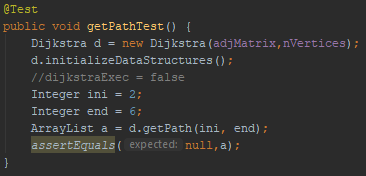 @Test
public void getPathTest() {
Dijkstra d = new Dijkstra(adjMatrix,nVertices);
d.initializeDataStructures();
//dijkstraExec = false
Integer ini = 2;
Integer end = 6;
ArrayList a = d.getPath(ini, end);
assertEquals( expected: null,a);
}